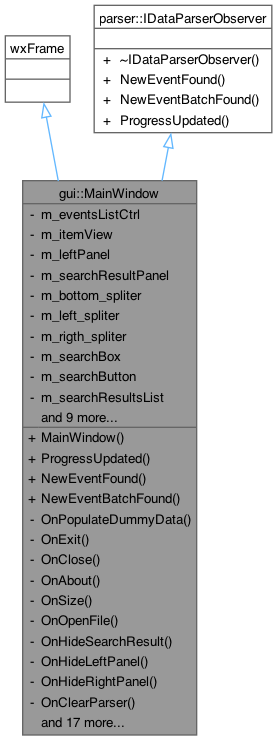 wxFrame
parser::IDataParserObserver
+ ~IDataParserObserver()
+ NewEventFound()
+ NewEventBatchFound()
+ ProgressUpdated()
gui::MainWindow
- m_eventsListCtrl
- m_itemView
- m_leftPanel
- m_searchResultPanel
- m_bottom_spliter
- m_left_spliter
- m_rigth_spliter
- m_searchBox
- m_searchButton
- m_searchResultsList
and 9 more...
+ MainWindow()
+ ProgressUpdated()
+ NewEventFound()
+ NewEventBatchFound()
- OnPopulateDummyData()
- OnExit()
- OnClose()
- OnAbout()
- OnSize()
- OnOpenFile()
- OnHideSearchResult()
- OnHideLeftPanel()
- OnHideRightPanel()
- OnClearParser()
and 17 more...